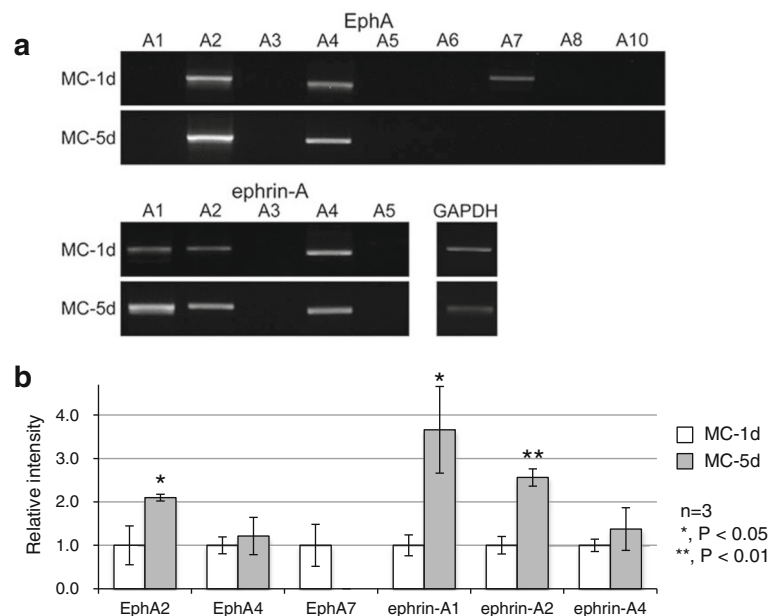 a
EphA
A1 A2 A3 A4 A5 A6 A7 A8 A10
MC-1d
MC-5d
ephrin-A
A1 A2 A3 A4 A5 GAPDH
MC-1d
MC-5d
b
Relative intensity
4.0
3.0
2.0
1.0
0.0
* * **
EphA2 EphA4 EphA7 ephrin-A1 ephrin-A2 ephrin-A4
MC-1d
MC-5d
n=3
*, P < 0.05
**, P < 0.01